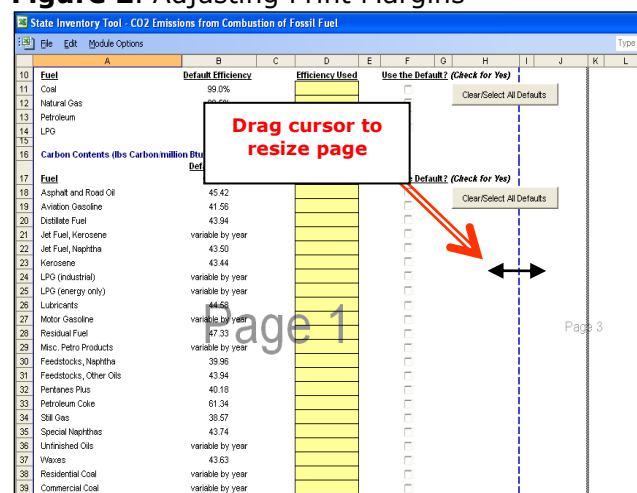 Figure 2. Adjusting Print Margins
State Inventory Tool - CO2 Emissions from Combustion of Fossil Fuel
File Edit Module Options Type
A B C D E F G H I J K L
10 Fuel Default Efficiency Efficiency Used Use the Default? (Check for Yes)
11 Coal 99.0%
Clear/Select All Defaults
12 Natural Gas
13 Petroleum
14 LPG
15
Drag cursor to
resize page
16 Carbon Contents (lbs Carbon/million Btu
17 Fuel Default? (Check for Yes)
18 Asphalt and Road Oil 45.42
Clear/Select All Defaults
19 Aviation Gasoline 41.56
20 Distillate Fuel 43.94
21 Jet Fuel, Kerosene variable by year
22 Jet Fuel, Naphtha 43.50
23 Kerosene 43.44
24 LPG (industrial) variable by year
25 LPG (energy only) variable by year
26 Lubricants 44.58
27 Motor Gasoline variable by year
Page 1
Page 3
28 Residual Fuel 47.33
29 Misc. Petro Products variable by year
30 Feedstocks, Naphtha 39.96
31 Feedstocks, Other Oils 43.94
32 Pentanes Plus 40.18
33 Petroleum Coke 61.34
34 Still Gas 38.57
35 Special Naphthas 43.74
36 Unfinished Oils variable by year
37 Waxes 43.63
38 Residential Coal variable by year
39 Commercial Coal variable by year